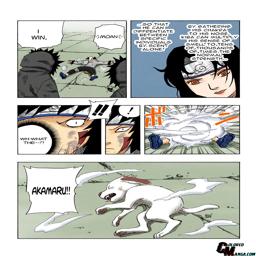 BY GATHERING
HIS CHAKRA
TO HIS NOSE
KIBA CAN MULTIPLY
HIS SENSE OF
SMELL TO TENS OF
THOUSANDS OF
TIMES THE
NORMAL
STRENGTH.
SO THAT
HE CAN
DIFFERENTIATE
BETWEEN
SPECIFIC
INDIVIDUALS
BY SCENT
ALONE!
I
WIN.
MOAN
!!
!
WH-WHAT
THE--?!
AKAMARU!!
COLORED
MANGA.COM